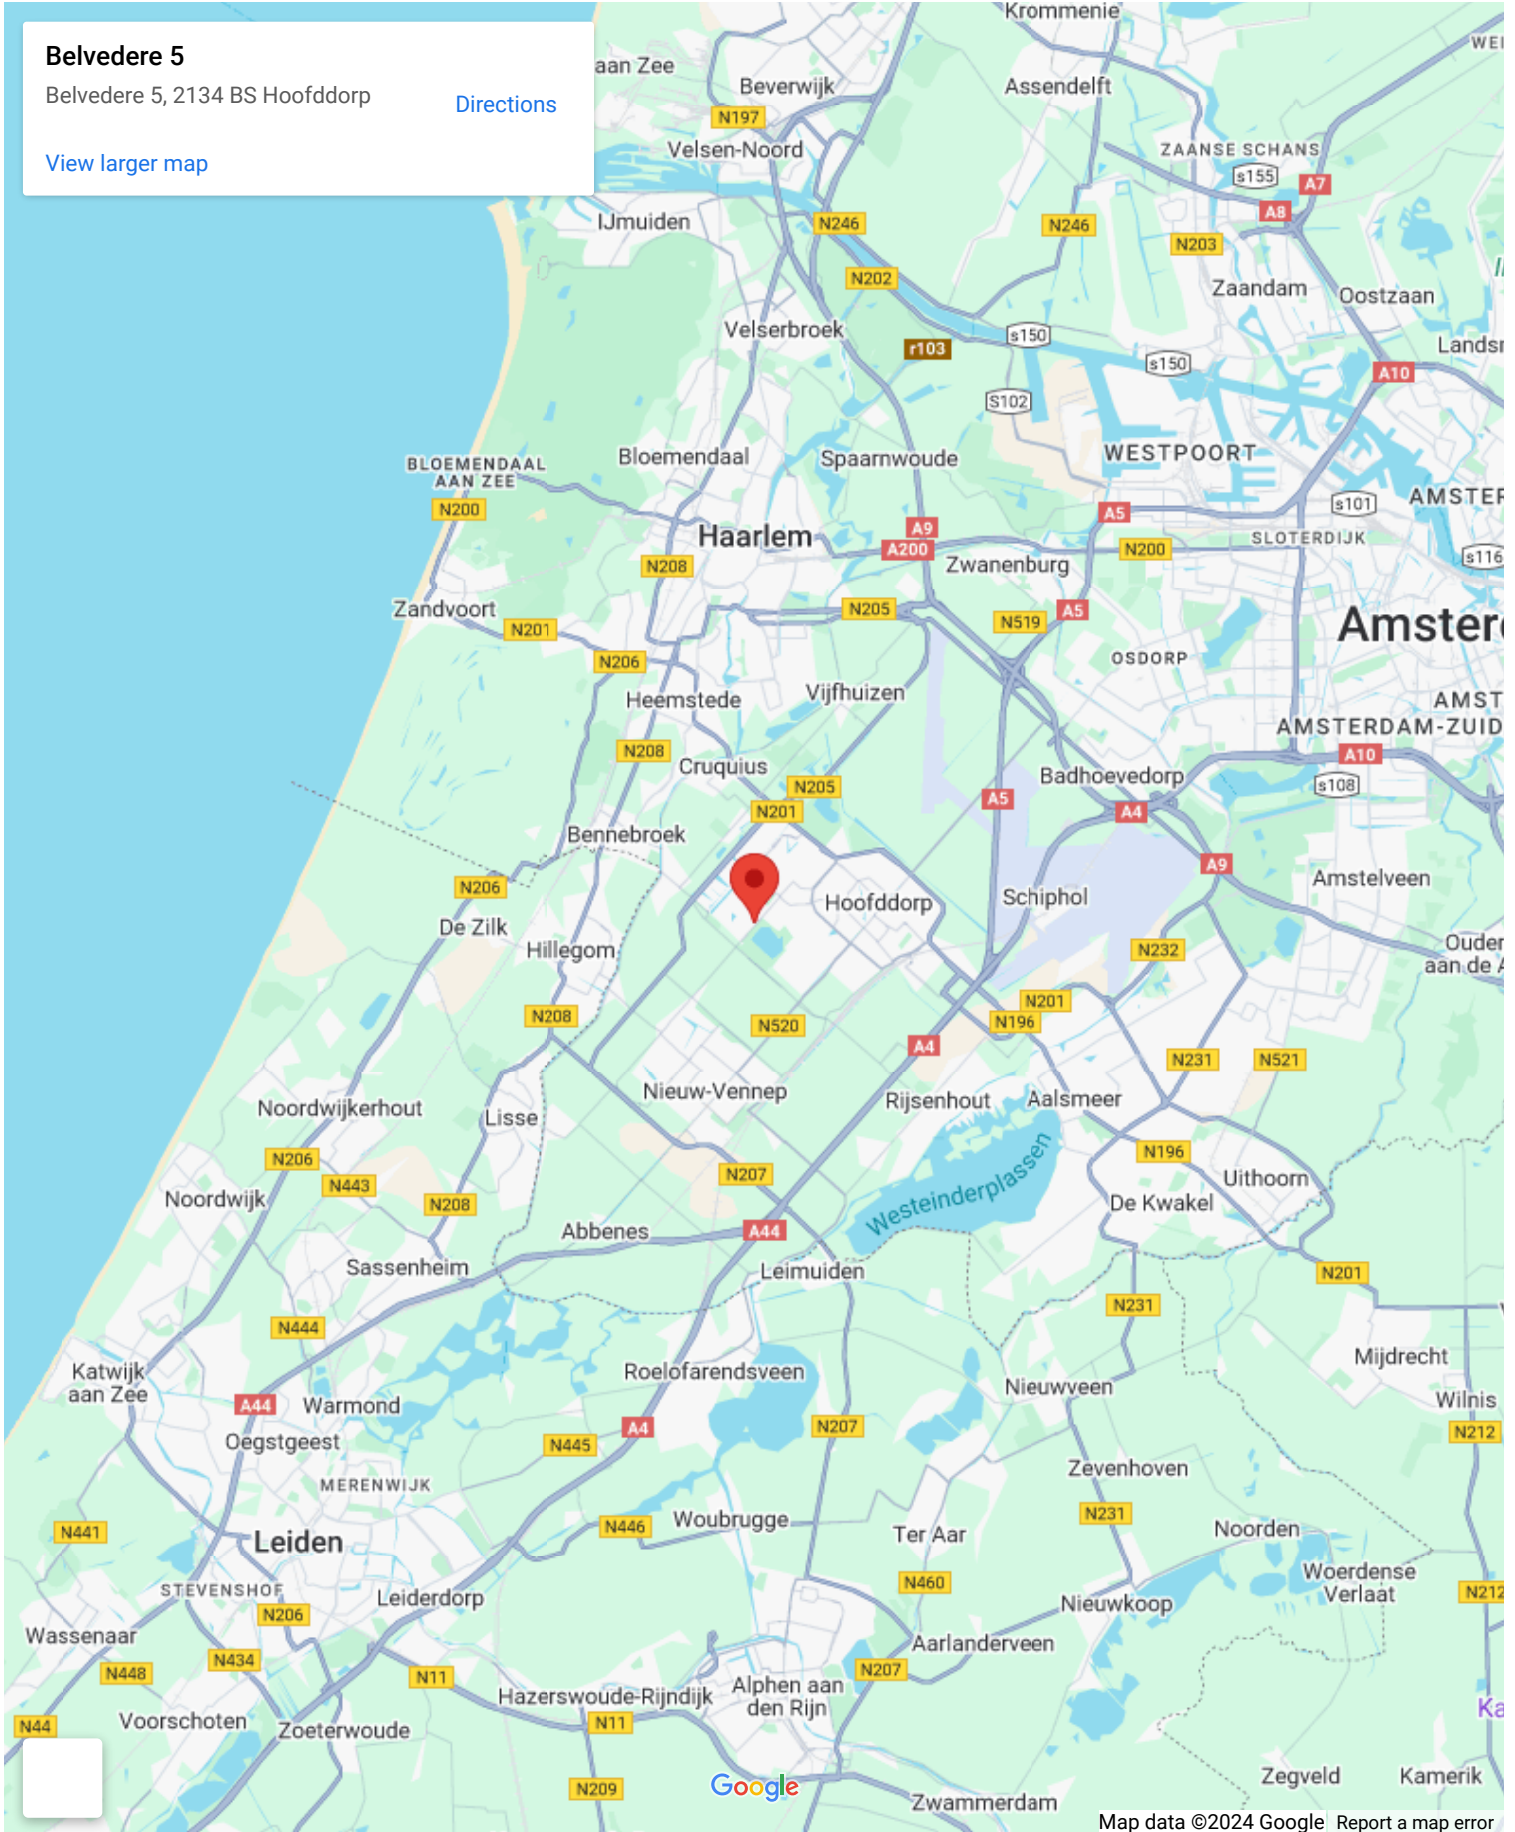 Belvedere 5
Belvedere 5, 2134 BS Hoofddorp
Directions
View larger map
Krommenie
WEI
aan Zee
Beverwijk
Assendelft
N197
Velsen-Noord
ZAANSE SCHANS
s155
A7
A8
IJmuiden
N246
N246
N203
N202
Zaandam
Oostzaan
Velserbroek
r103
s150
s150
Landsr
A10
S102
BLOEMENDAAL
AAN ZEE
Bloemendaal
Spaarnwoude
WESTPOORT
N200
A5
s101
AMSTER
Haarlem
A9
A200
N200
SLOTERDIJK
s116
N208
Zwanenburg
Zandvoort
N205
A5
N201
N519
Amster
N206
OSDORP
Heemstede
Vijfhuizen
AMST
AMSTERDAM-ZUID
N208
Cruquius
A10
Badhoevedorp
N205
s108
A5
N201
A4
Bennebroek
A9
N206
Hoofddorp
Schiphol
Amstelveen
De Zilk
Hillegom
N232
Ouder
aan de A
N208
N520
N201
N196
A4
N231
N521
Nieuw-Vennep
Rijsenhout
Aalsmeer
Noordwijkerhout
Lisse
N206
N196
N443
N207
Westeinderplassen
Uithoorn
Noordwijk
N208
De Kwakel
Abbenes
A44
Sassenheim
Leimuiden
N201
N231
N444
Katwijk
aan Zee
Roelofarendsveen
Mijdrecht
Nieuwveen
Wilnis
A44
Warmond
A4
N207
N212
Oegstgeest
N445
Zevenhoven
MERENWIJK
N231
N441
Leiden
N446
Woubrugge
Ter Aar
Noorden
Woerdense
Verlaat
STEVENSHOF
Leiderdorp
N460
N212
N206
Nieuwkoop
Wassenaar
Aarlanderveen
N434
N448
N11
N207
Hazerswoude-Rijndijk
Alphen aan
den Rijn
Ka
N44
Voorschoten
Zoeterwoude
N11
Zegveld
Kamerik
N209
Google
Zwammerdam
Map data ©2024 Google
Report a map error